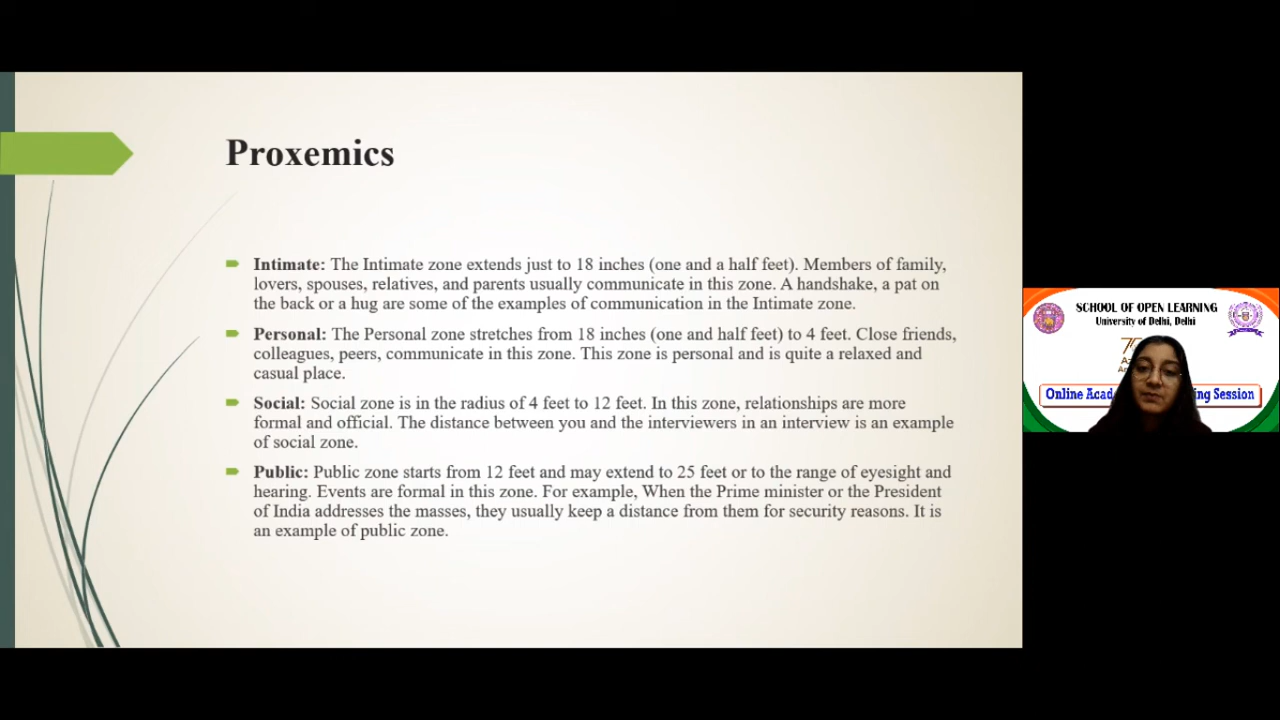 Proxemics
Intimate: The Intimate zone extends just to 18 inches (one and a half feet). Members of family,
lovers, spouses, relatives, and parents usually communicate in this zone. A handshake, a pat on
the back or a hug are some of the examples of communication in the Intimate zone.
Personal: The Personal zone stretches from 18 inches (one and half feet) to 4 feet. Close friends,
colleagues, peers, communicate in this zone. This zone is personal and is quite a relaxed and
casual place.
Social: Social zone is in the radius of 4 feet to 12 feet. In this zone, relationships are more
formal and official. The distance between you and the interviewers in an interview is an example
of social zone.
Public: Public zone starts from 12 feet and may extend to 25 feet or to the range of eyesight and
hearing. Events are formal in this zone. For example, When the Prime minister or the President
of India addresses the masses, they usually keep a distance from them for security reasons. It is
an example of public zone.
SCHOOL OF OPEN LEARNING
University of Delhi, Delhi
Online Session